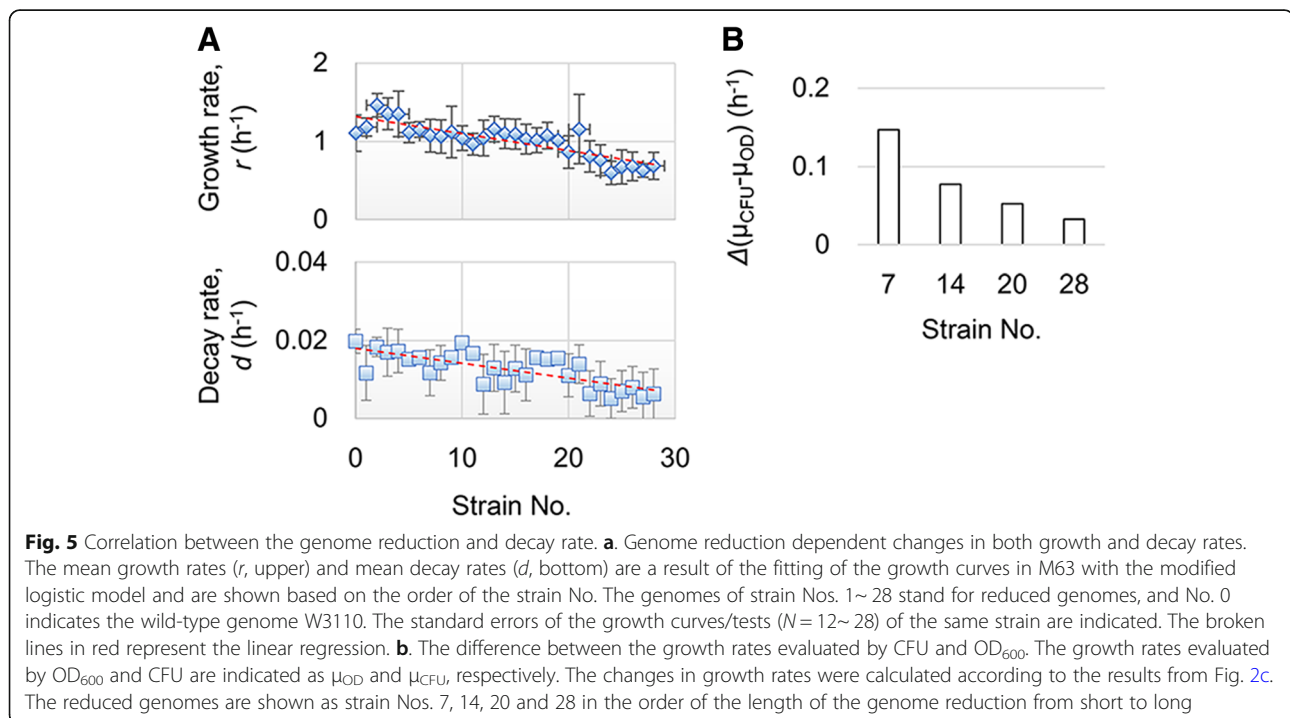 A
Growth rate,
r (h-1)
2
1
0
Decay rate,
d (h-1)
0.04
0.02
0
0 10 20 30
Strain No.
B
Δ(μCFU-μOD) (h-1)
0.2
0.1
0
7 14 20 28
Strain No.
Fig. 5 Correlation between the genome reduction and decay rate. a. Genome reduction dependent changes in both growth and decay rates.
The mean growth rates (r, upper) and mean decay rates (d, bottom) are a result of the fitting of the growth curves in M63 with the modified
logistic model and are shown based on the order of the strain No. The genomes of strain Nos. 1~ 28 stand for reduced genomes, and No. 0
indicates the wild-type genome W3110. The standard errors of the growth curves/tests (N = 12~ 28) of the same strain are indicated. The broken
lines in red represent the linear regression. b. The difference between the growth rates evaluated by CFU and OD600. The growth rates evaluated
by OD600 and CFU are indicated as μOD and μCFU, respectively. The changes in growth rates were calculated according to the results from Fig. 2c.
The reduced genomes are shown as strain Nos. 7, 14, 20 and 28 in the order of the length of the genome reduction from short to long